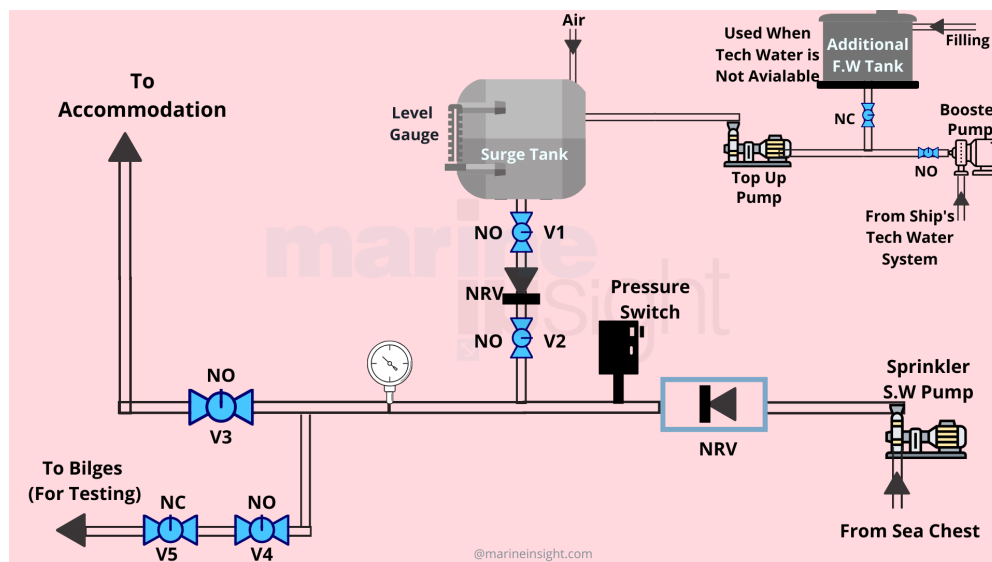 Air
Used When
Tech Water is
Not Avialable
Additional
F.W Tank
Filling
To
Accommodation
Level
Gauge
Surge Tank
NC
Booste
Pump
Top Up
Pump
NO
From Ship's
Tech Water
System
NO
V1
marine
insight
NRV
NO
V2
Pressure
Switch
Sprinkler
S.W Pump
NO
V3
NRV
To Bilges
(For Testing)
NC
NO
V5
V4
From Sea Chest
@marineinsight.com